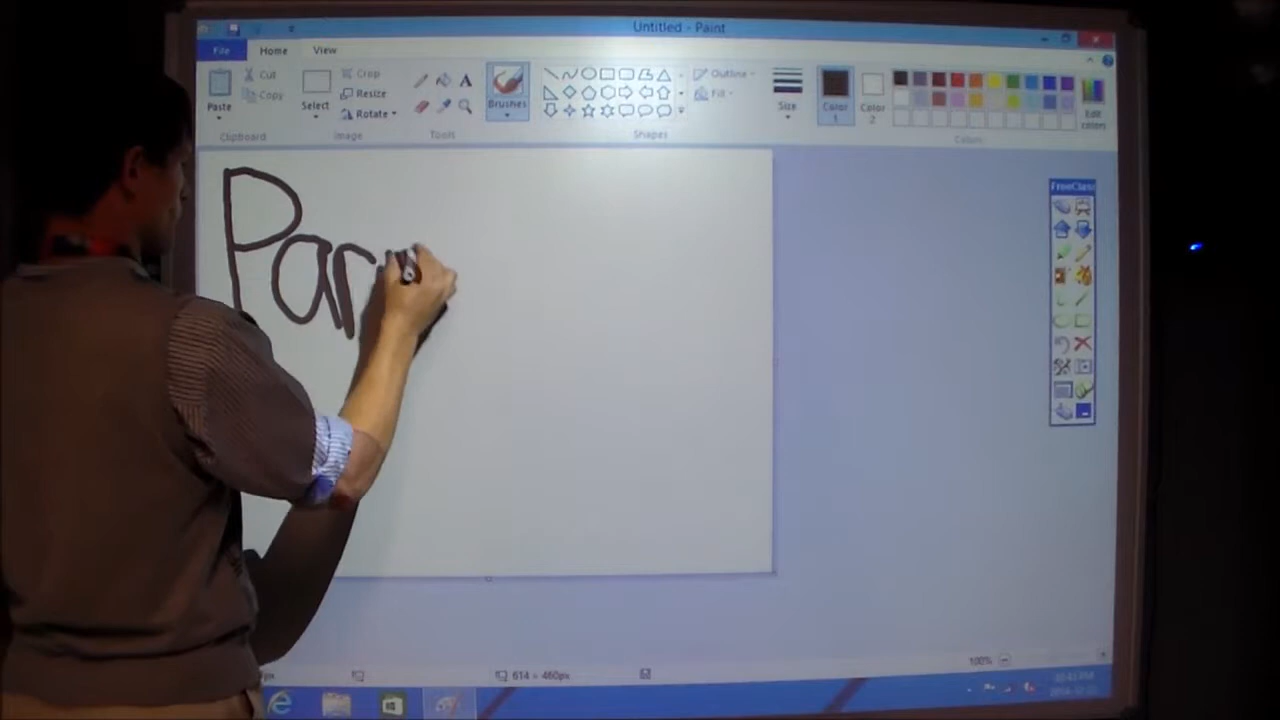 Untitled - Paint
File Home View
Paste
Cut
Copy
Clipboard
Select
Crop
Resize
Rotate
Image
Tools
Brushes
Shapes
Outline
Fill
Size
Color 1
Color 2
Edit colors
Colors
FreeClass
Par
614 × 460px
100%